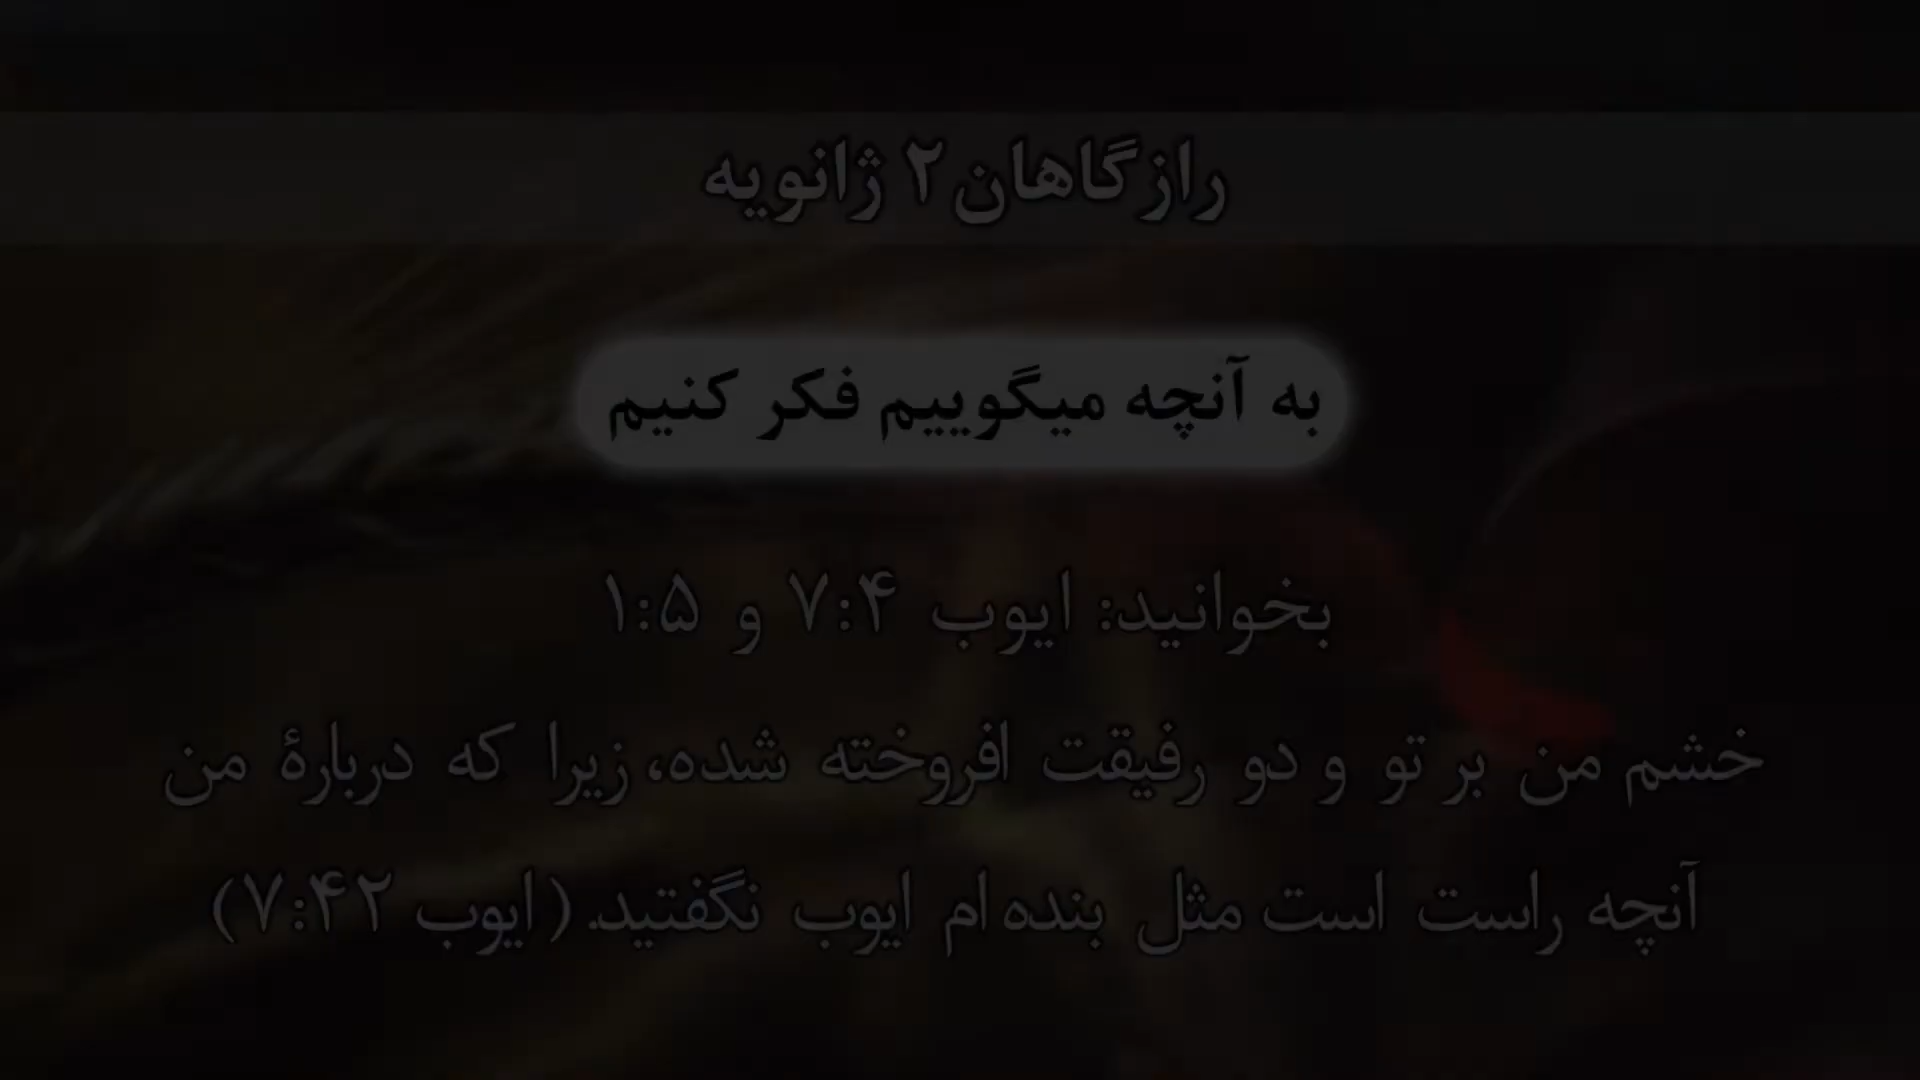 رازگاهان ۲ ژانویه
به آنچه میگوییم فکر کنیم
بخوانید: ایوب ۷:۴ و ۱:۵
خشم من بر تو و دو رفیقت افروخته شده، زیرا که دربارهٔ من
آنچه راست است مثل بنده ام ایوب نگفتید. (ایوب ۷:۴۲)